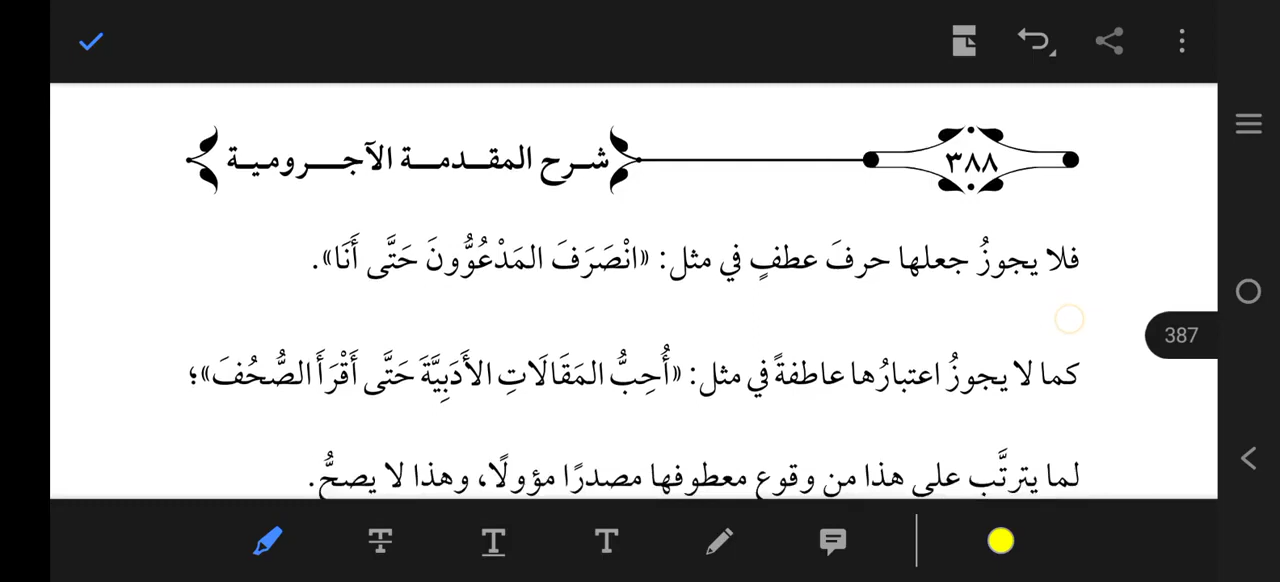 ٣٨٨
شرح المقدمة الآجرومية
فلا يجوزُ جعلها حرفَ عطفٍ في مثل: «انْصَرَفَ المَدْعُوُّونَ حَتَّى أَنَا».
كما لا يجوزُ اعتبارُها عاطفةً في مثل: «أُحِبُّ المَقَالَاتِ الأَدَبِيَّةَ حَتَّى أَقْرَأَ الصُّحُفَ»؛
387
لما يترتَّب على هذا من وقوع معطوفها مصدرًا مؤولًا، وهذا لا يصحُّ.